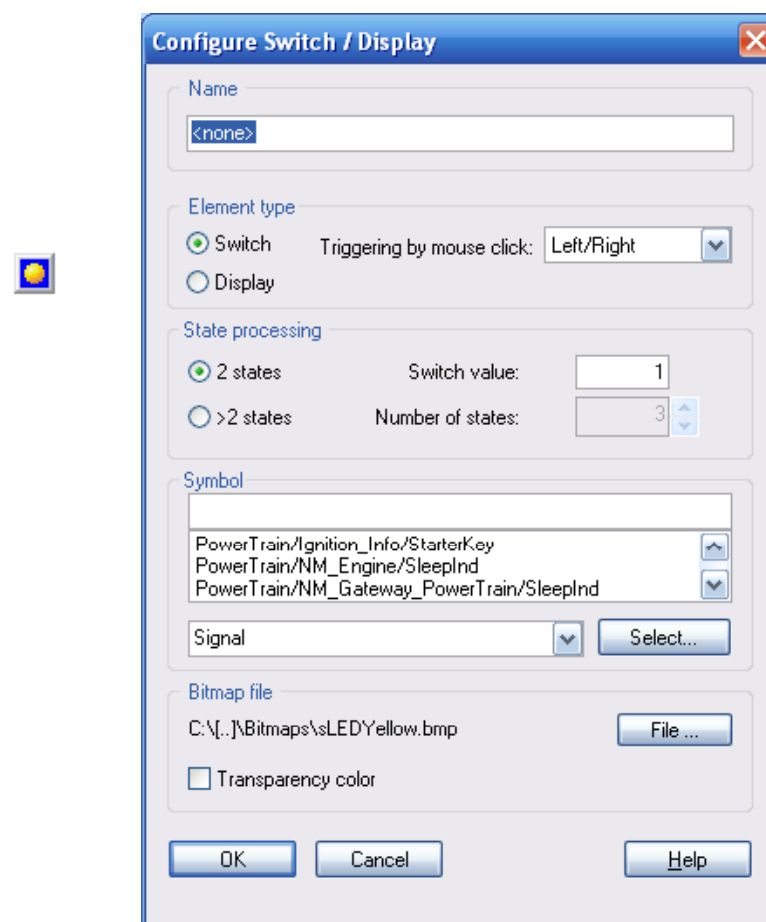 Configure Switch / Display
Name
<none>
Element type
Switch Triggering by mouse click: Left/Right
Display
State processing
2 states Switch value: 1
>2 states Number of states: 3
Symbol
PowerTrain/Ignition_Info/StarterKey
PowerTrain/NM_Engine/SleepInd
PowerTrain/NM_Gateway_PowerTrain/SleepInd
Signal Select...
Bitmap file
C:\[..]\Bitmaps\sLEDYellow.bmp File ...
Transparency color
OK Cancel Help